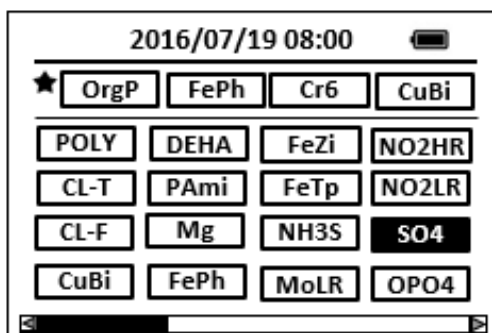 2016/07/19 08:00
OrgP FePh Cr6 CuBi
POLY DEHA FeZi NO2HR
CL-T PAmi FeTp NO2LR
CL-F Mg NH3S SO4
CuBi FePh MoLR OPO4